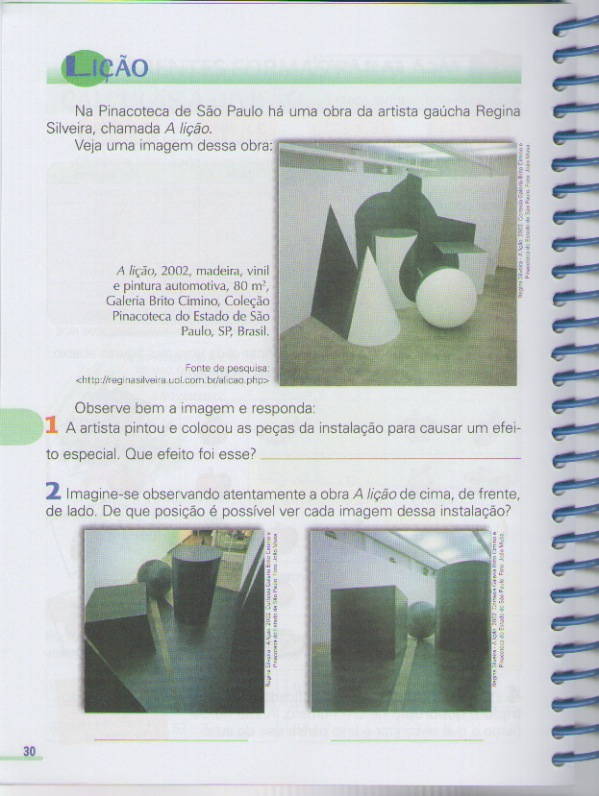 LIÇÃO
Na Pinacoteca de São Paulo há uma obra da artista gaúcha Regina
Silveira, chamada A lição.
Veja uma imagem dessa obra:
Regina Silveira - A lição, 2002. Cortesia Galeria Brito Cimino e
Pinacoteca do Estado de São Paulo. Foto: João Musa.
A lição, 2002, madeira, vinil
e pintura automotiva, 80 m²,
Galeria Brito Cimino, Coleção
Pinacoteca do Estado de São
Paulo, SP, Brasil.
Fonte de pesquisa:
<http://reginasilveira.uol.com.br/alicao.php>
Observe bem a imagem e responda:
1 A artista pintou e colocou as peças da instalação para causar um efei-
to especial. Que efeito foi esse?
2 Imagine-se observando atentamente a obra A lição de cima, de frente,
de lado. De que posição é possível ver cada imagem dessa instalação?
Regina Silveira - A lição, 2002. Cortesia Galeria Brito Cimino e
Pinacoteca do Estado de São Paulo. Foto: João Musa.
Regina Silveira - A lição, 2002. Cortesia Galeria Brito Cimino e
Pinacoteca do Estado de São Paulo. Foto: João Musa.
30